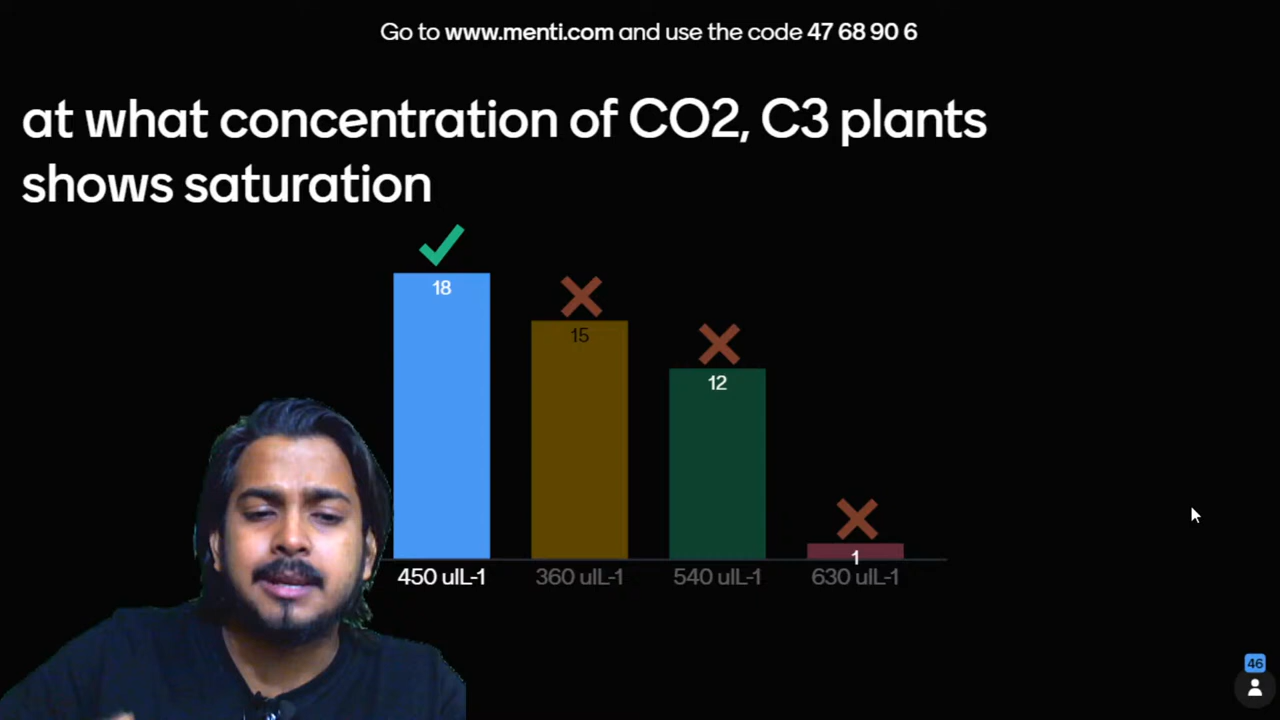 Go to www.menti.com and use the code 47 68 90 6
at what concentration of CO2, C3 plants
shows saturation
18
15
12
1
450 ulL-1 360 ulL-1 540 ulL-1 630 ulL-1
46